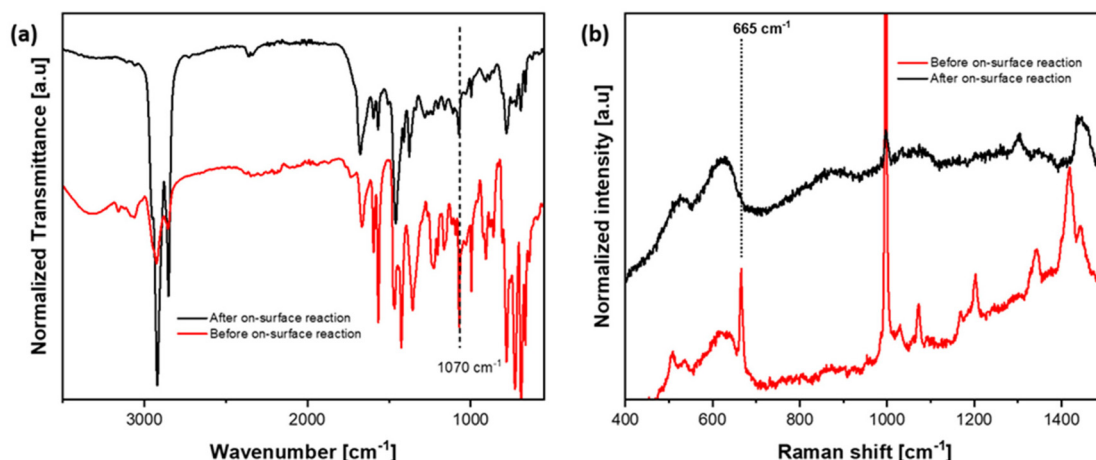 (a)
Normalized Transmittance [a.u]
After on-surface reaction
Before on-surface reaction
1070 cm⁻¹
3000 2000 1000
Wavenumber [cm⁻¹]
(b)
665 cm⁻¹
Before on-surface reaction
After on-surface reaction
Normalized intensity [a.u]
400 600 800 1000 1200 1400
Raman shift [cm⁻¹]